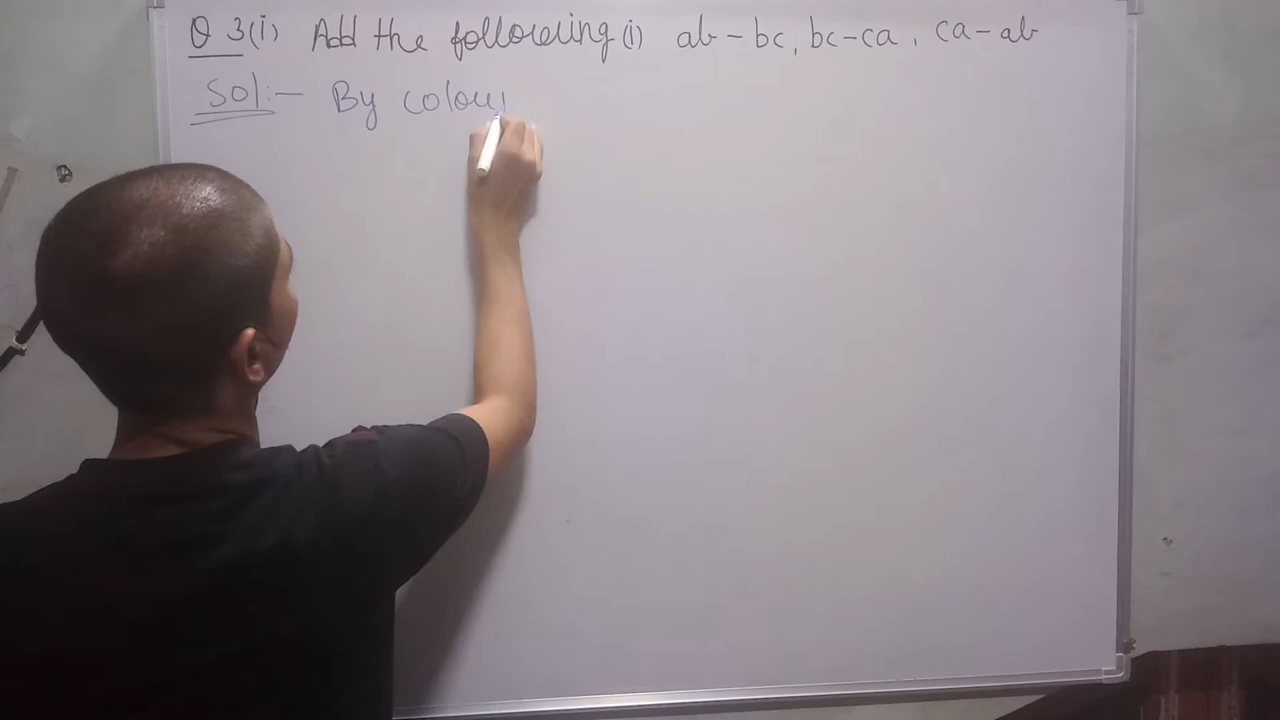 Q 3(i) Add the following (i) ab - bc, bc - ca, ca - ab
Sol:- By colou